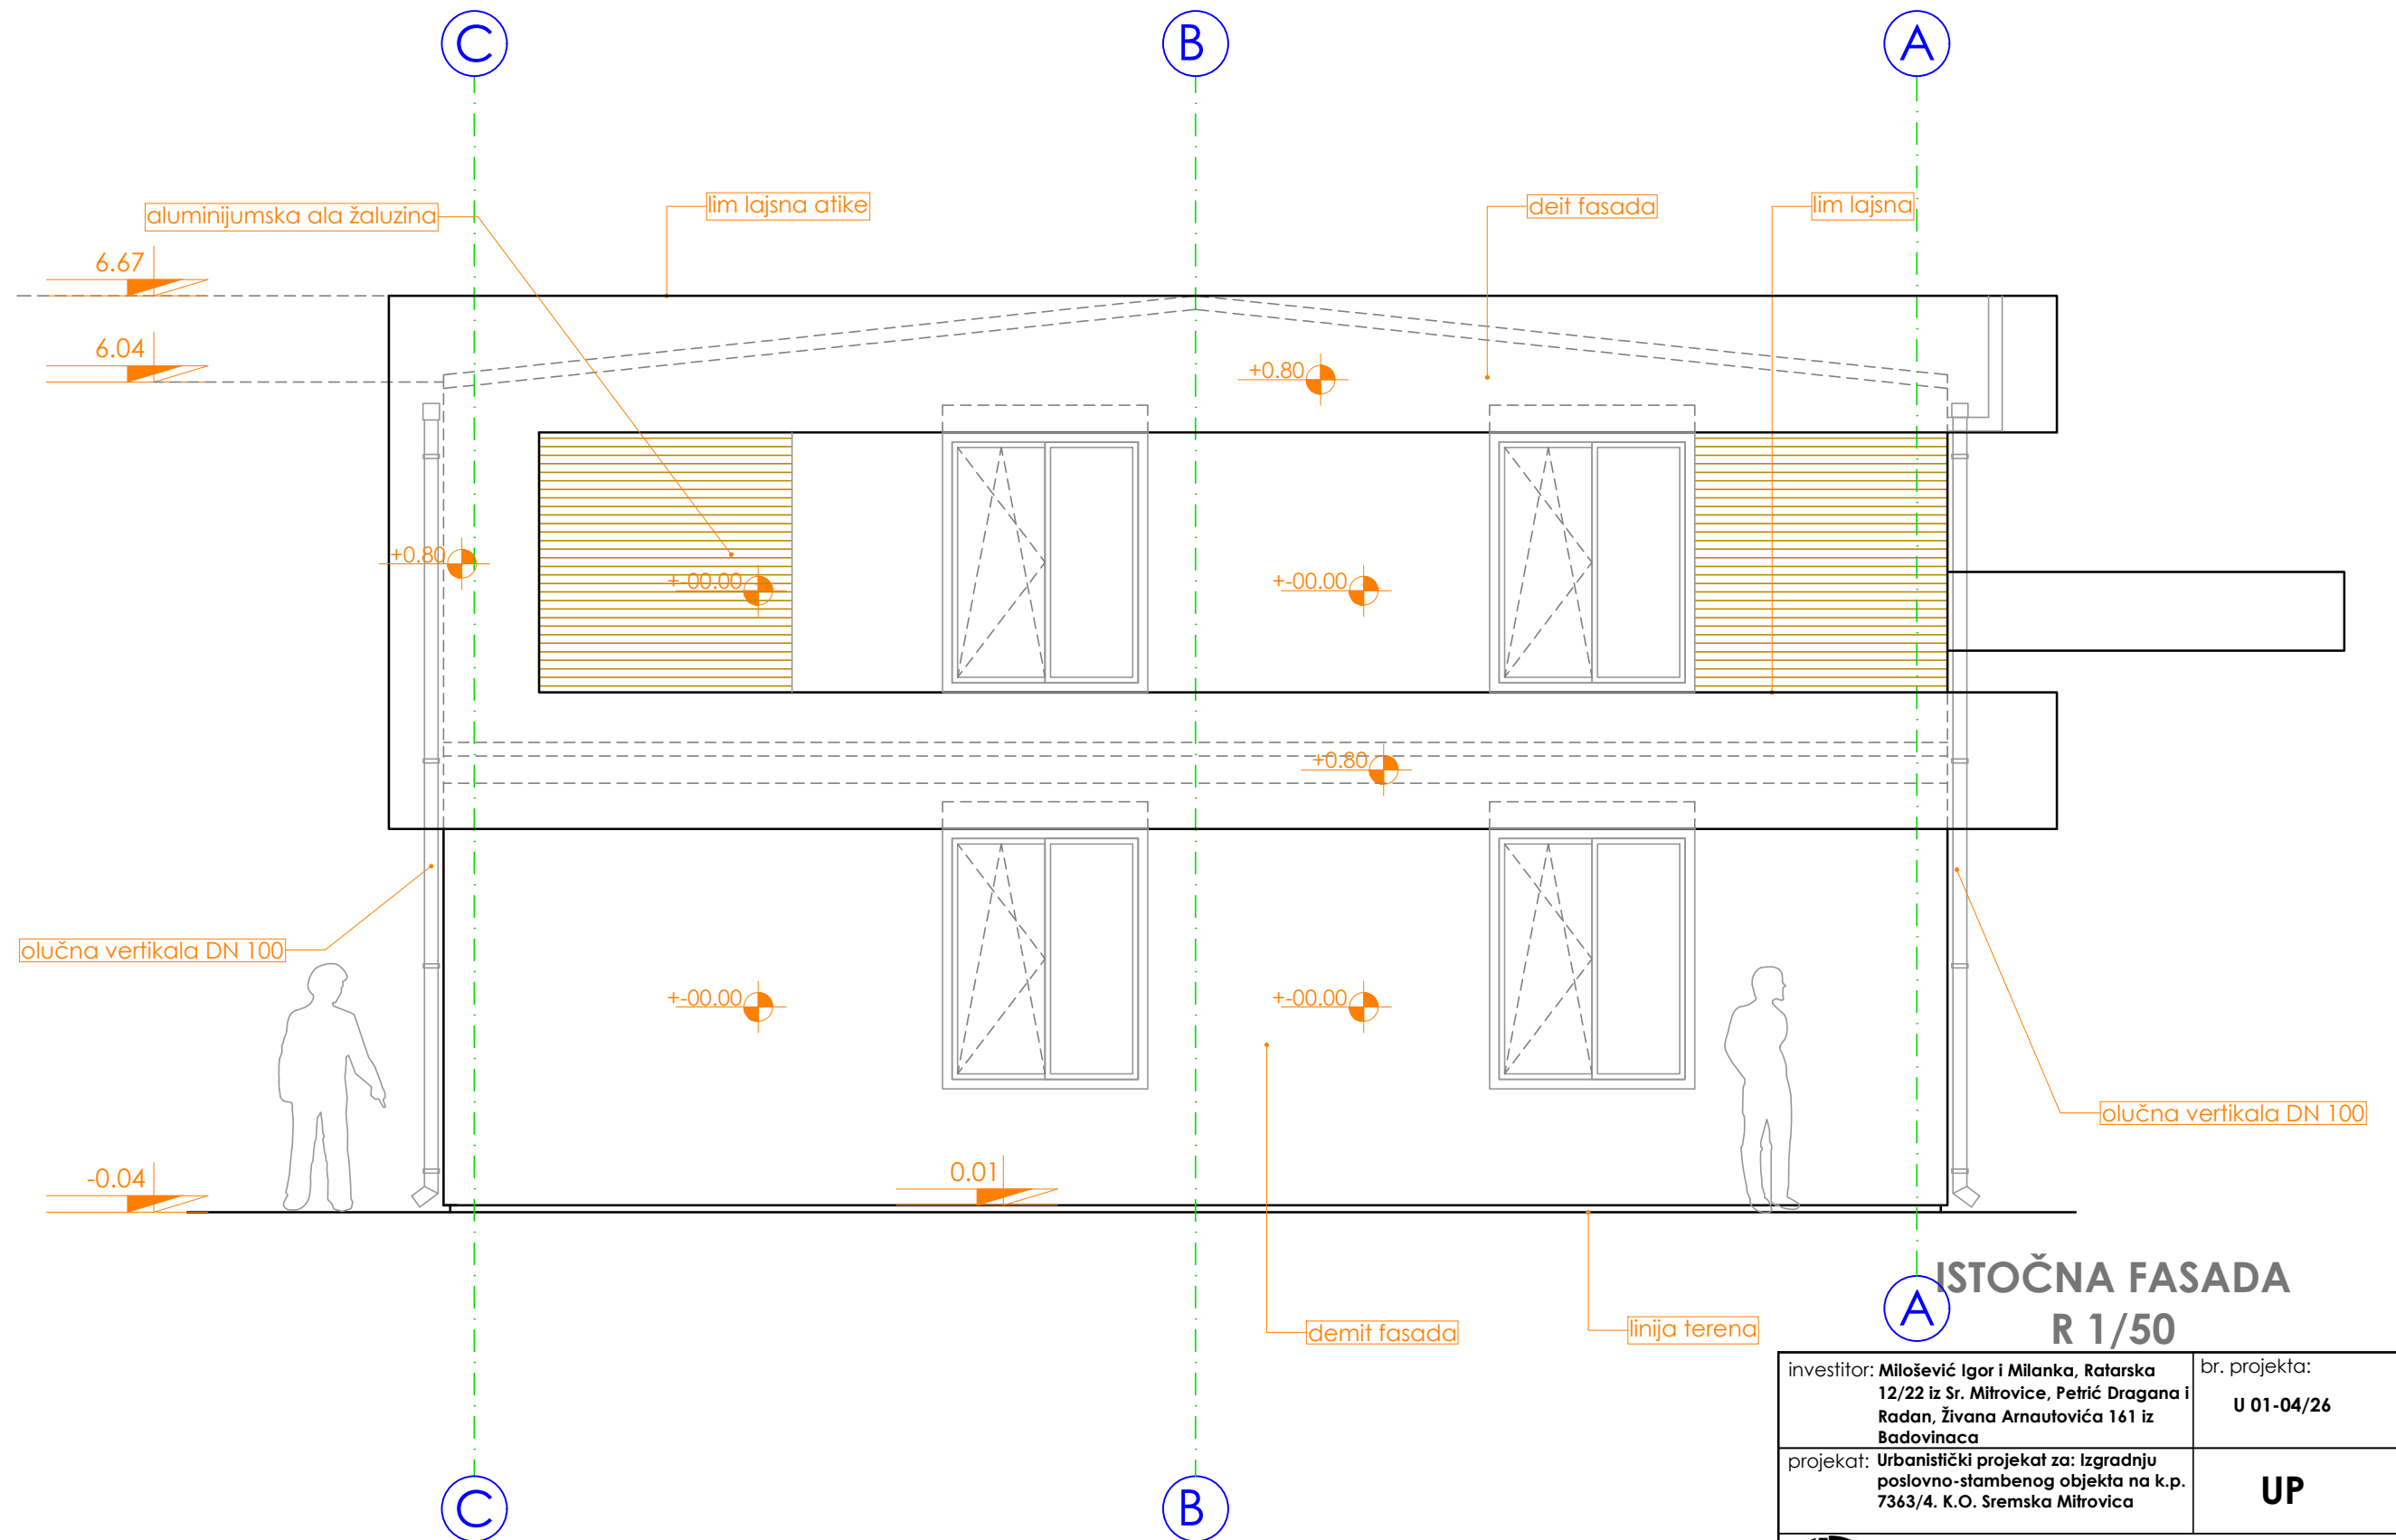 C
B
A
lim lajsna atike
deit fasada
lim lajsna
aluminijumska ala žaluzina
6.67
6.04
+0.80
+0.80
+-00.00
+-00.00
+0.80
olučna vertikala DN 100
+-00.00
+-00.00
olučna vertikala DN 100
-0.04
0.01
ISTOČNA FASADA
A
R 1/50
demit fasada
linija terena
investitor: Milošević Igor i Milanka, Ratarska
12/22 iz Sr. Mitrovice, Petrić Dragana i
Radan, Živana Arnautovića 161 iz
Badovinaca
br. projekta:
U 01-04/26
projekat: Urbanistički projekat za: Izgradnju
poslovno-stambenog objekta na k.p.
7363/4. K.O. Sremska Mitrovica
UP
C
B